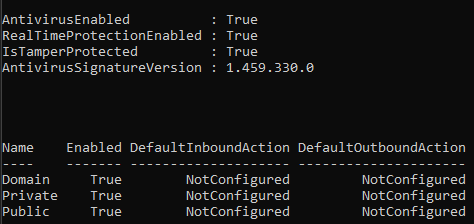 AntivirusEnabled          : True
RealTimeProtectionEnabled : True
IsTamperProtected         : True
AntivirusSignatureVersion : 1.459.330.0
Name    Enabled DefaultInboundAction DefaultOutboundAction
----    ------- -------------------- ---------------------
Domain     True        NotConfigured         NotConfigured
Private    True        NotConfigured         NotConfigured
Public     True        NotConfigured         NotConfigured